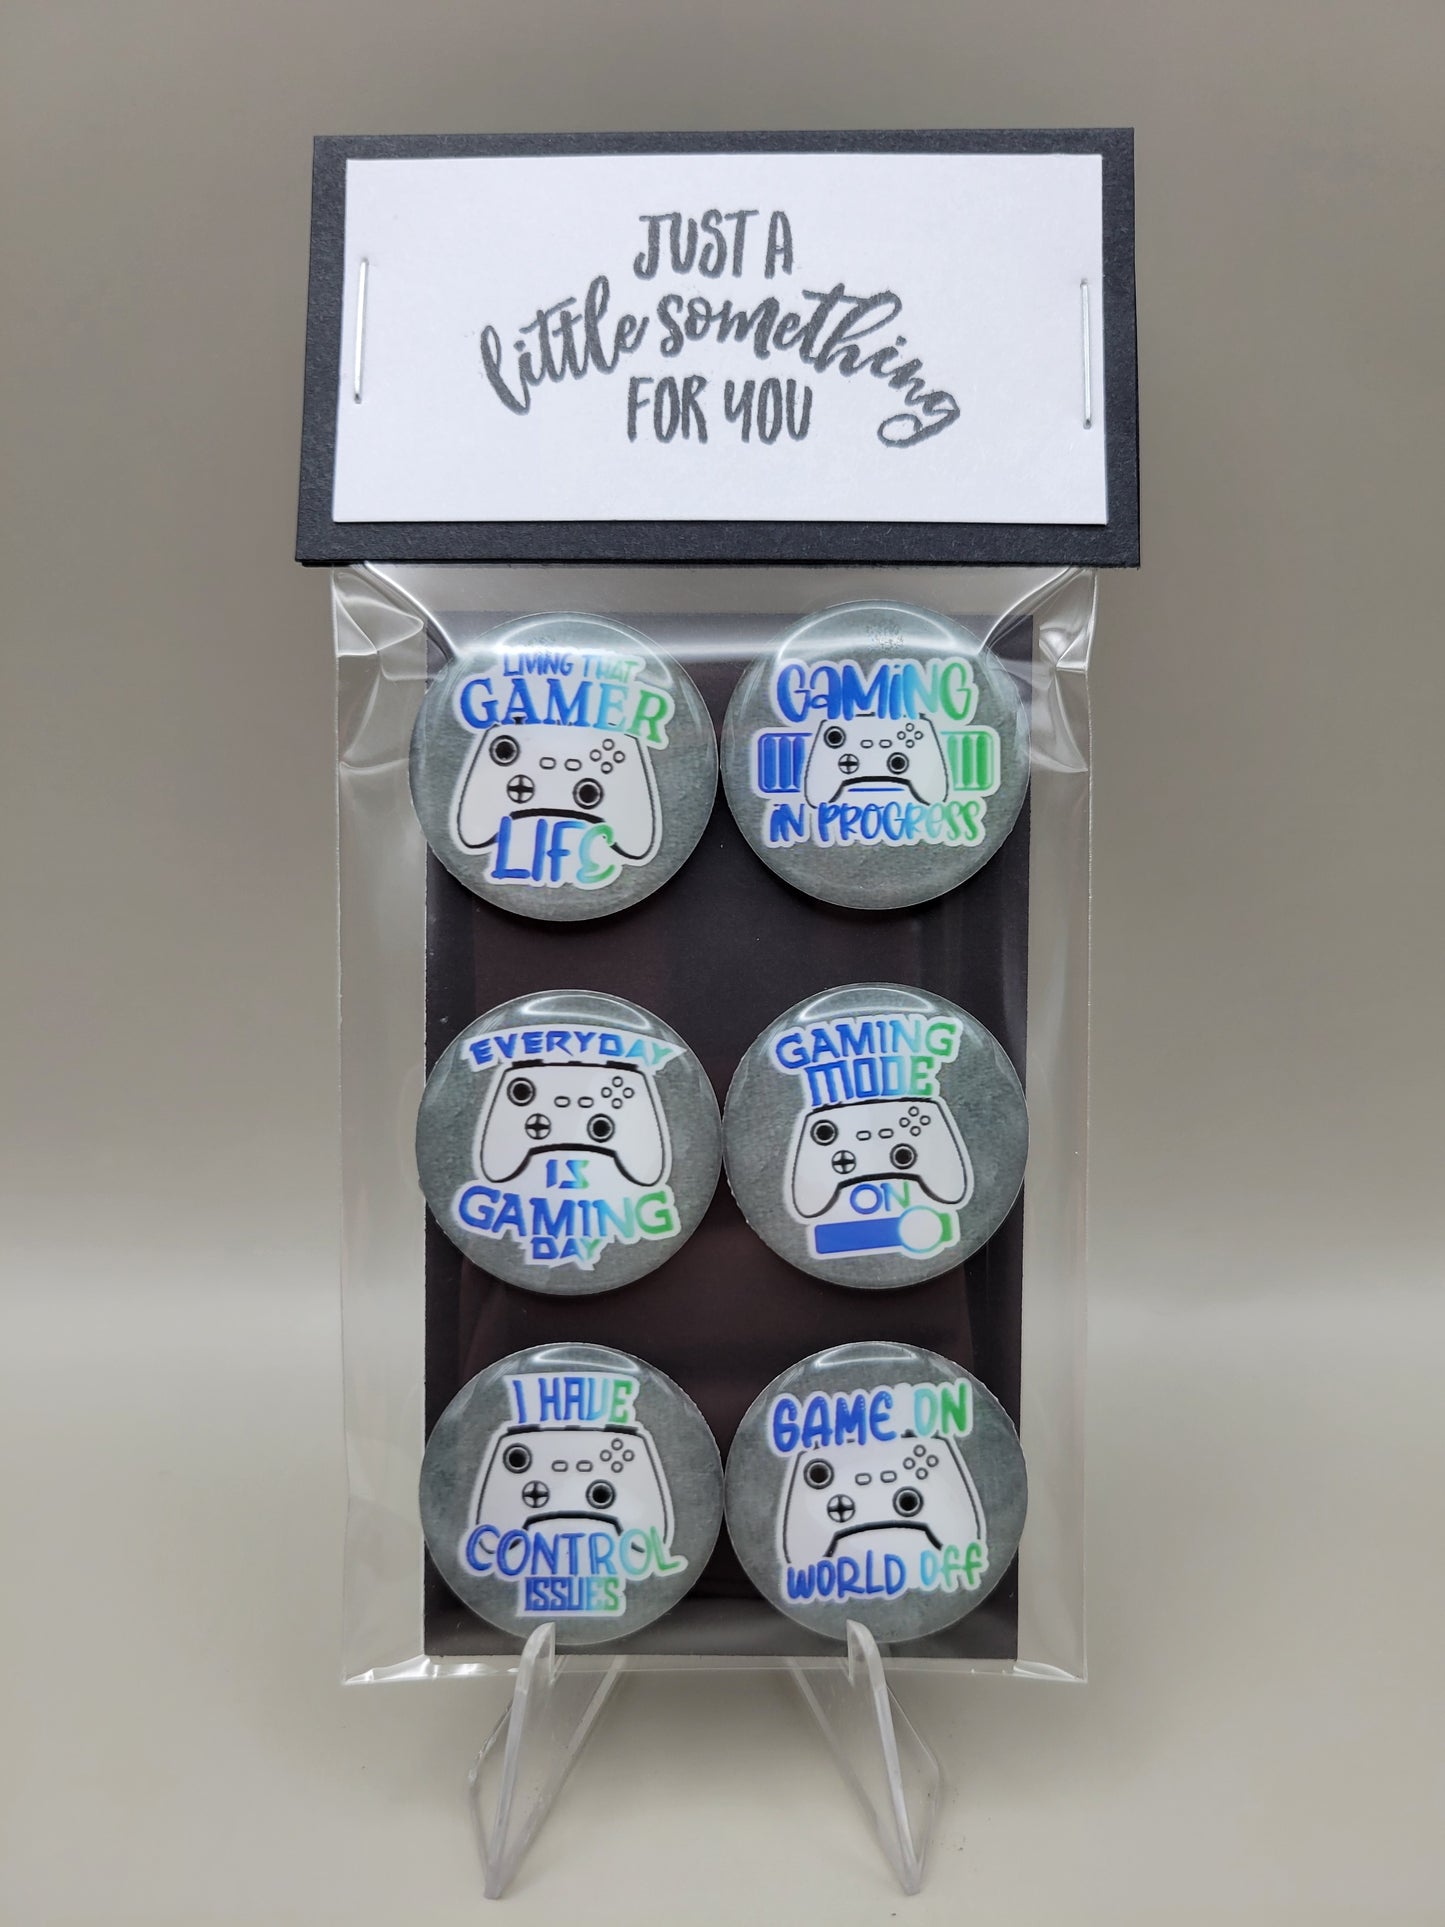 JUST A
little something
FOR YOU
LIVING THAT
GAMER
LIFE
GAMING
IN PROGRESS
EVERYDAY
IS
GAMING
DAY
GAMING
MODE
ON
I HAVE
CONTROL
ISSUES
GAME ON
WORLD OFF